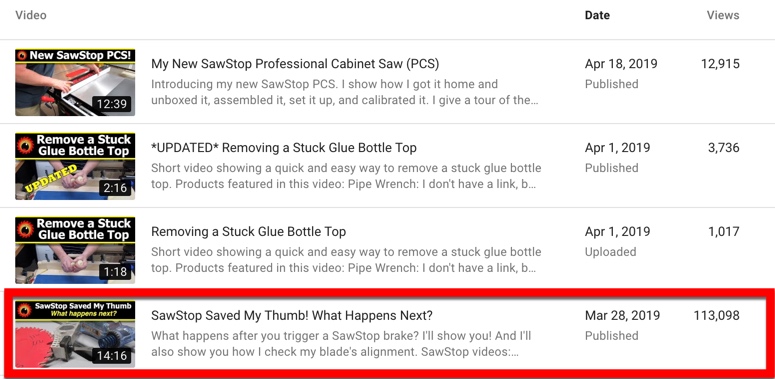 Video Date Views
New SawStop PCS!
12:39
My New SawStop Professional Cabinet Saw (PCS)
Introducing my new SawStop PCS. I show how I got it home and
unboxed it, assembled it, set it up, and calibrated it. I give a tour of the…
Apr 18, 2019
Published
12,915
Remove a Stuck
Glue Bottle Top
UPDATED
2:16
*UPDATED* Removing a Stuck Glue Bottle Top
Short video showing a quick and easy way to remove a stuck glue bottle
top. Products featured in this video: Pipe Wrench: I don't have a link, b…
Apr 1, 2019
Published
3,736
Remove a Stuck
Glue Bottle Top
1:18
Removing a Stuck Glue Bottle Top
Short video showing a quick and easy way to remove a stuck glue bottle
top. Products featured in this video: Pipe Wrench: I don't have a link, b…
Apr 1, 2019
Uploaded
1,017
SawStop Saved My Thumb
What happens next?
14:16
SawStop Saved My Thumb! What Happens Next?
What happens after you trigger a SawStop brake? I'll show you! And I'll
also show you how I check my blade's alignment. SawStop videos:…
Mar 28, 2019
Published
113,098